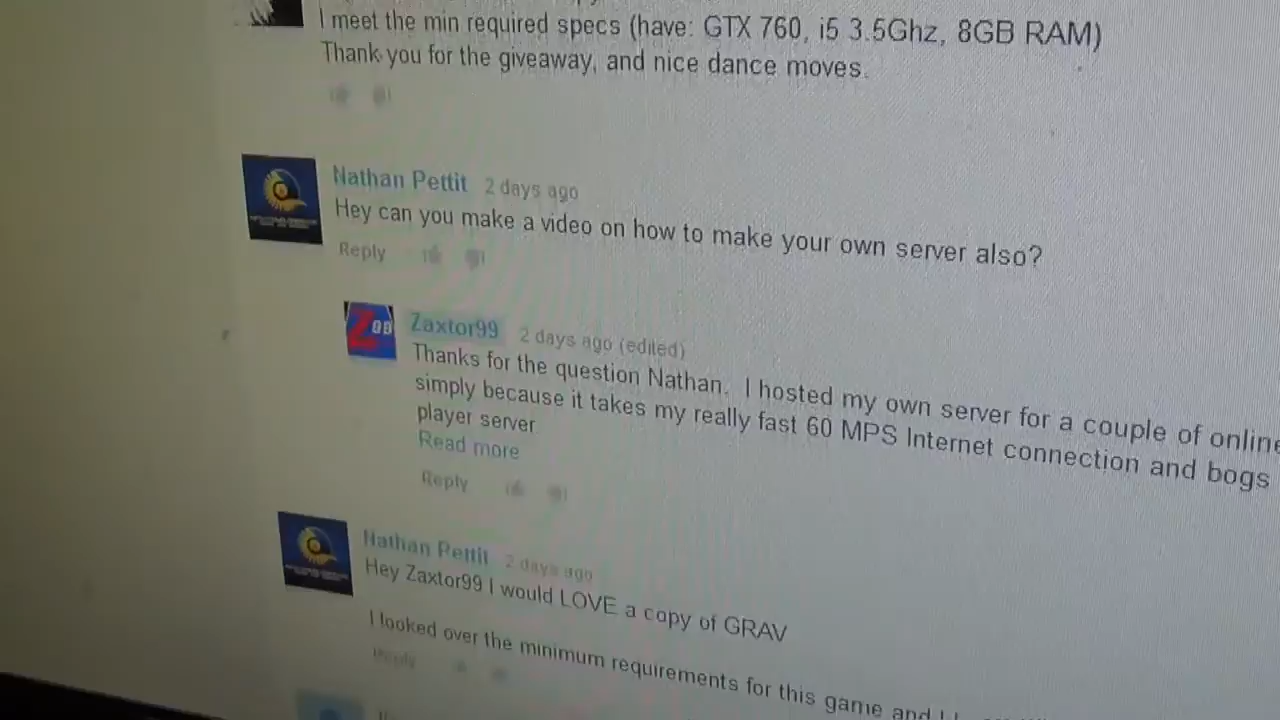 I meet the min required specs (have: GTX 760, i5 3.5Ghz, 8GB RAM)
Thank you for the giveaway, and nice dance moves.
Nathan Pettit 2 days ago
Hey can you make a video on how to make your own server also?
Reply
Zaxtor99 2 days ago (edited)
Thanks for the question Nathan. I hosted my own server for a couple of online
simply because it takes my really fast 60 MPS Internet connection and bogs
player server
Read more
Reply
Nathan Pettit 2 days ago
Hey Zaxtor99 I would LOVE a copy of GRAV
I looked over the minimum requirements for this game and
Reply